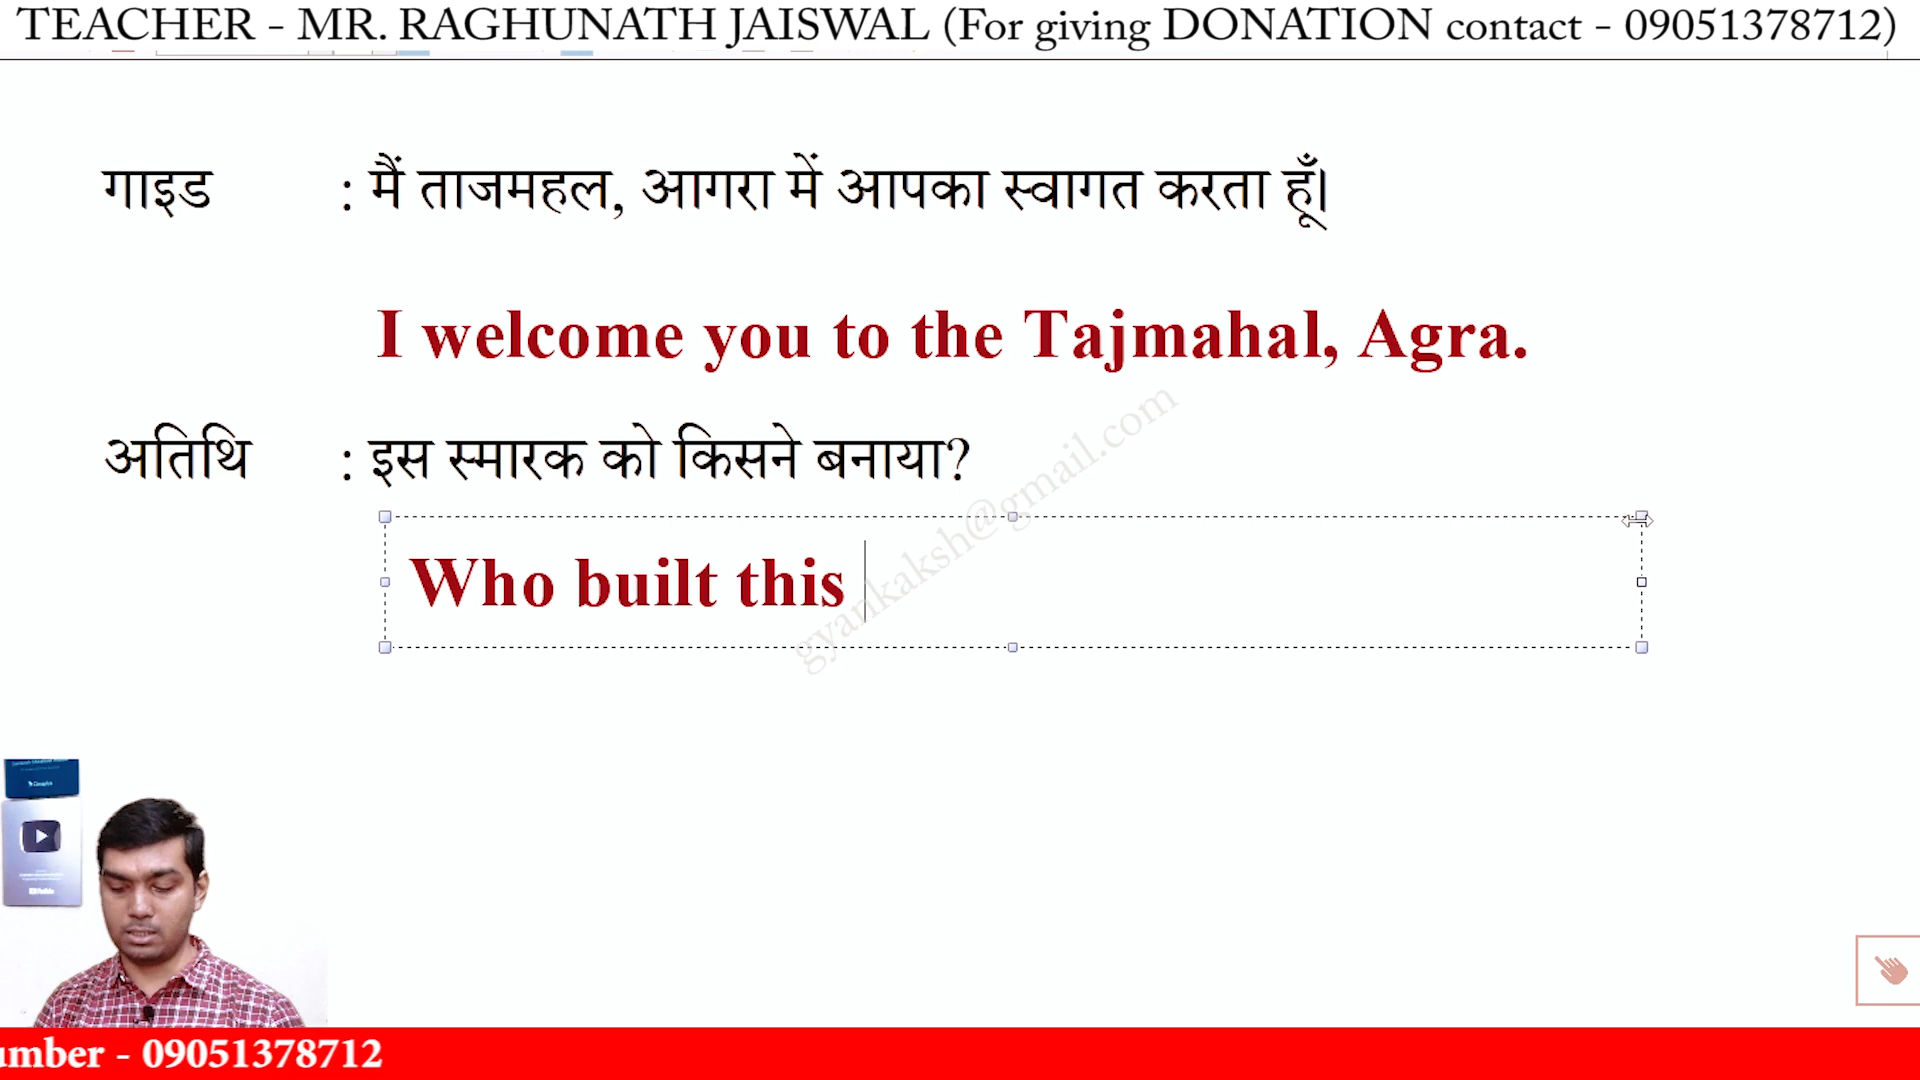 TEACHER - MR. RAGHUNATH JAISWAL (For giving DONATION contact - 09051378712)
गाइड : मैं ताजमहल, आगरा में आपका स्वागत करता हूँ।
I welcome you to the Tajmahal, Agra.
अतिथि : इस स्मारक को किसने बनाया?
Who built this
gyankaksh@gmail.com
umber - 09051378712